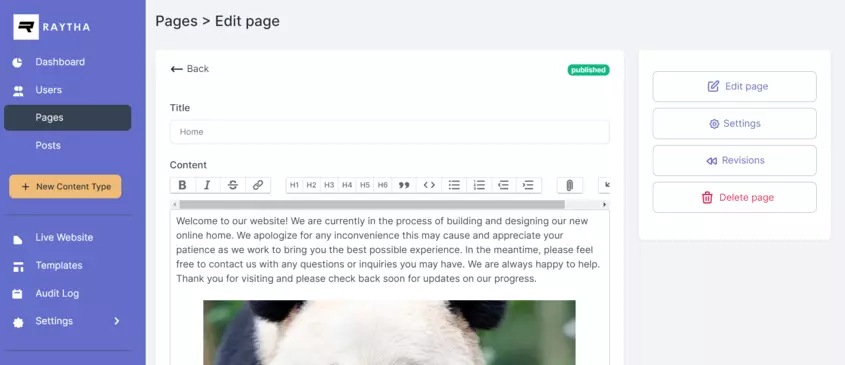 RAYTHA
Dashboard
Users
Pages
Posts
+ New Content Type
Live Website
Templates
Audit Log
Settings
Pages > Edit page
Back
published
Title
Home
Content
B I S H1 H2 H3 H4 H5 H6
Welcome to our website! We are currently in the process of building and designing our new
online home. We apologize for any inconvenience this may cause and appreciate your
patience as we work to bring you the best possible experience. In the meantime, please feel
free to contact us with any questions or inquiries you may have. We are always happy to help.
Thank you for visiting and please check back soon for updates on our progress.
Edit page
Settings
Revisions
Delete page